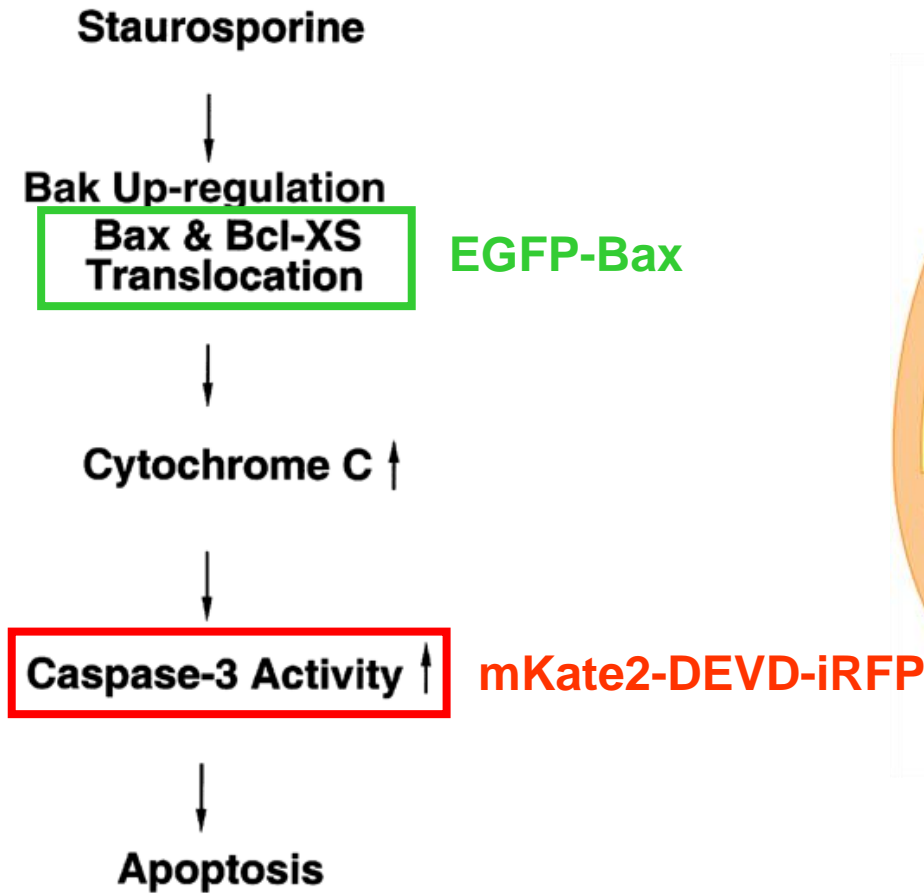 Staurosporine
Bak Up-regulation
Bax & Bcl-XS
Translocation
EGFP-Bax
Cytochrome C ↑
Caspase-3 Activity ↑
mKate2-DEVD-iRFP
Apoptosis